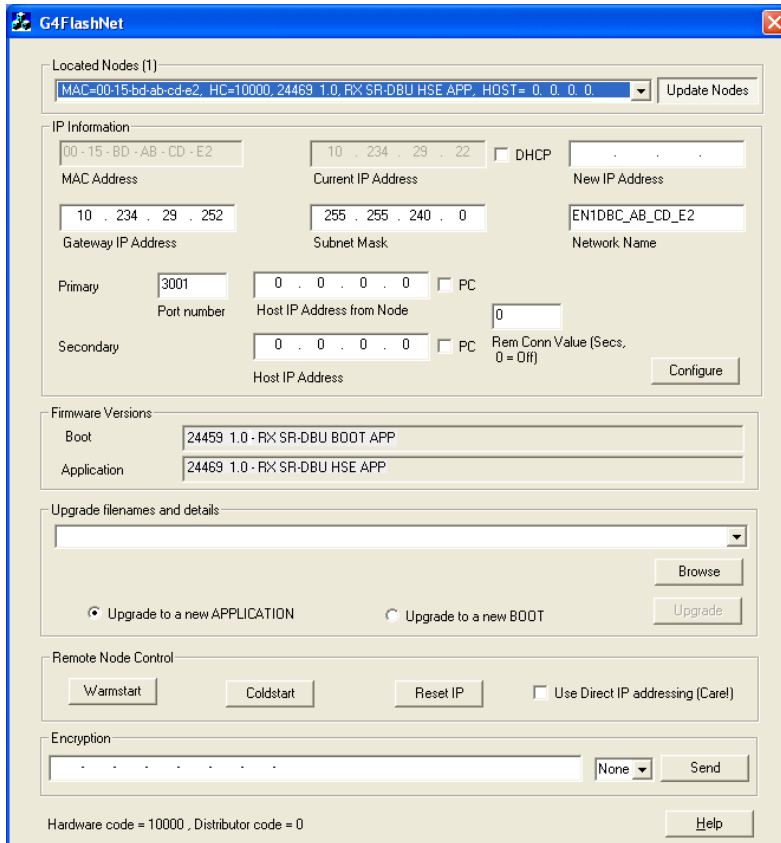 G4FlashNet
Located Nodes (1)
MAC=00-15-bd-ab-cd-e2, HC=10000, 24469 1.0, RX SR-DBU HSE APP, HOST= 0. 0. 0. 0.
Update Nodes
IP Information
00 - 15 - BD - AB - CD - E2
10 . 234 . 29 . 22
DHCP
. . .
MAC Address
Current IP Address
New IP Address
10 . 234 . 29 . 252
255 . 255 . 240 . 0
EN1DBC_AB_CD_E2
Gateway IP Address
Subnet Mask
Network Name
Primary
3001
0 . 0 . 0 . 0
PC
Port number
Host IP Address from Node
0
Secondary
0 . 0 . 0 . 0
PC
Rem Conn Value (Secs,
0 = Off)
Host IP Address
Configure
Firmware Versions
Boot
24459 1.0 - RX SR-DBU BOOT APP
Application
24469 1.0 - RX SR-DBU HSE APP
Upgrade filenames and details
Browse
Upgrade to a new APPLICATION
Upgrade to a new BOOT
Upgrade
Remote Node Control
Warmstart
Coldstart
Reset IP
Use Direct IP addressing (Care!)
Encryption
- - - - - - -
None
Send
Hardware code = 10000 , Distributor code = 0
Help